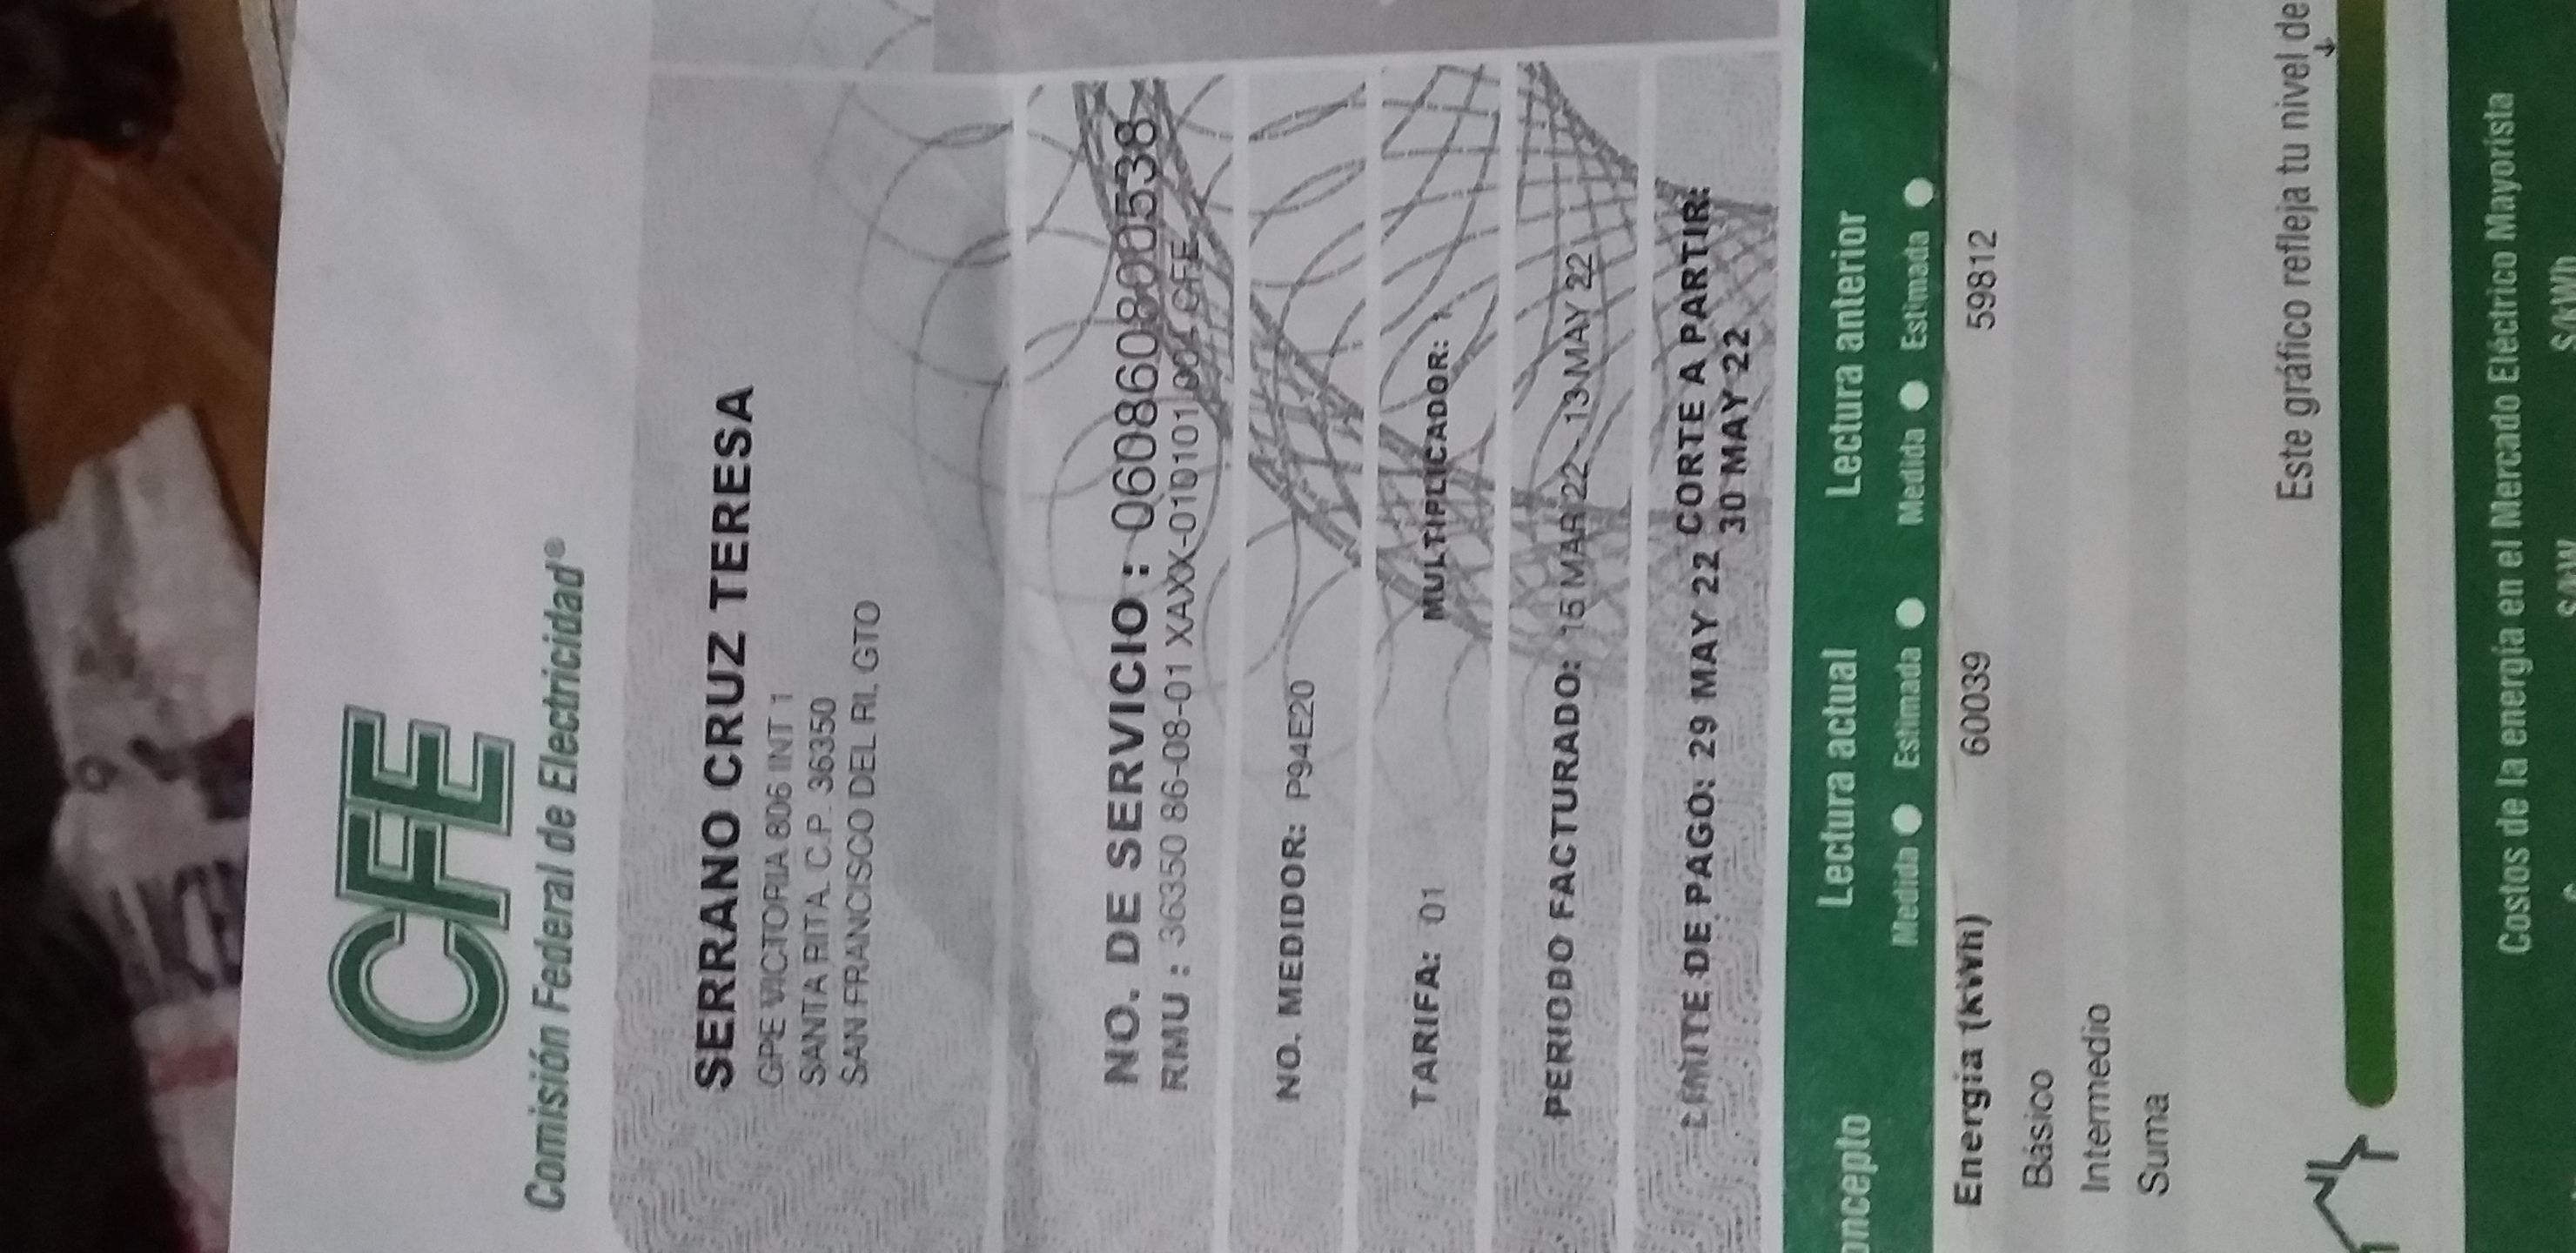 CFE
Comisión Federal de Electricidad®
SERRANO CRUZ TERESA
GPE VICTORIA 806 INT 1
SANTA RITA. C.P. 36350
SAN FRANCISCO DEL RI, GTO
NO. DE SERVICIO : 060860800538
RMU : 36350 86-08-01 XAXX-010101 004 CFE
NO. MEDIDOR: P94E20
TARIFA: 01 MULTIPLICADOR: 1
PERIODO FACTURADO: 15 MAR 22 - 13 MAY 22
LIMITE DE PAGO: 29 MAY 22 CORTE A PARTIR:
30 MAY 22
oncepto Lectura actual Lectura anterior
Medida Estimada Medida Estimada
Energía (kWh) 60039 59812
Básico
Intermedio
Suma
Este gráfico refleja tu nivel de
Costos de la energía en el Mercado Eléctrico Mayorista
$/kW $/kWh